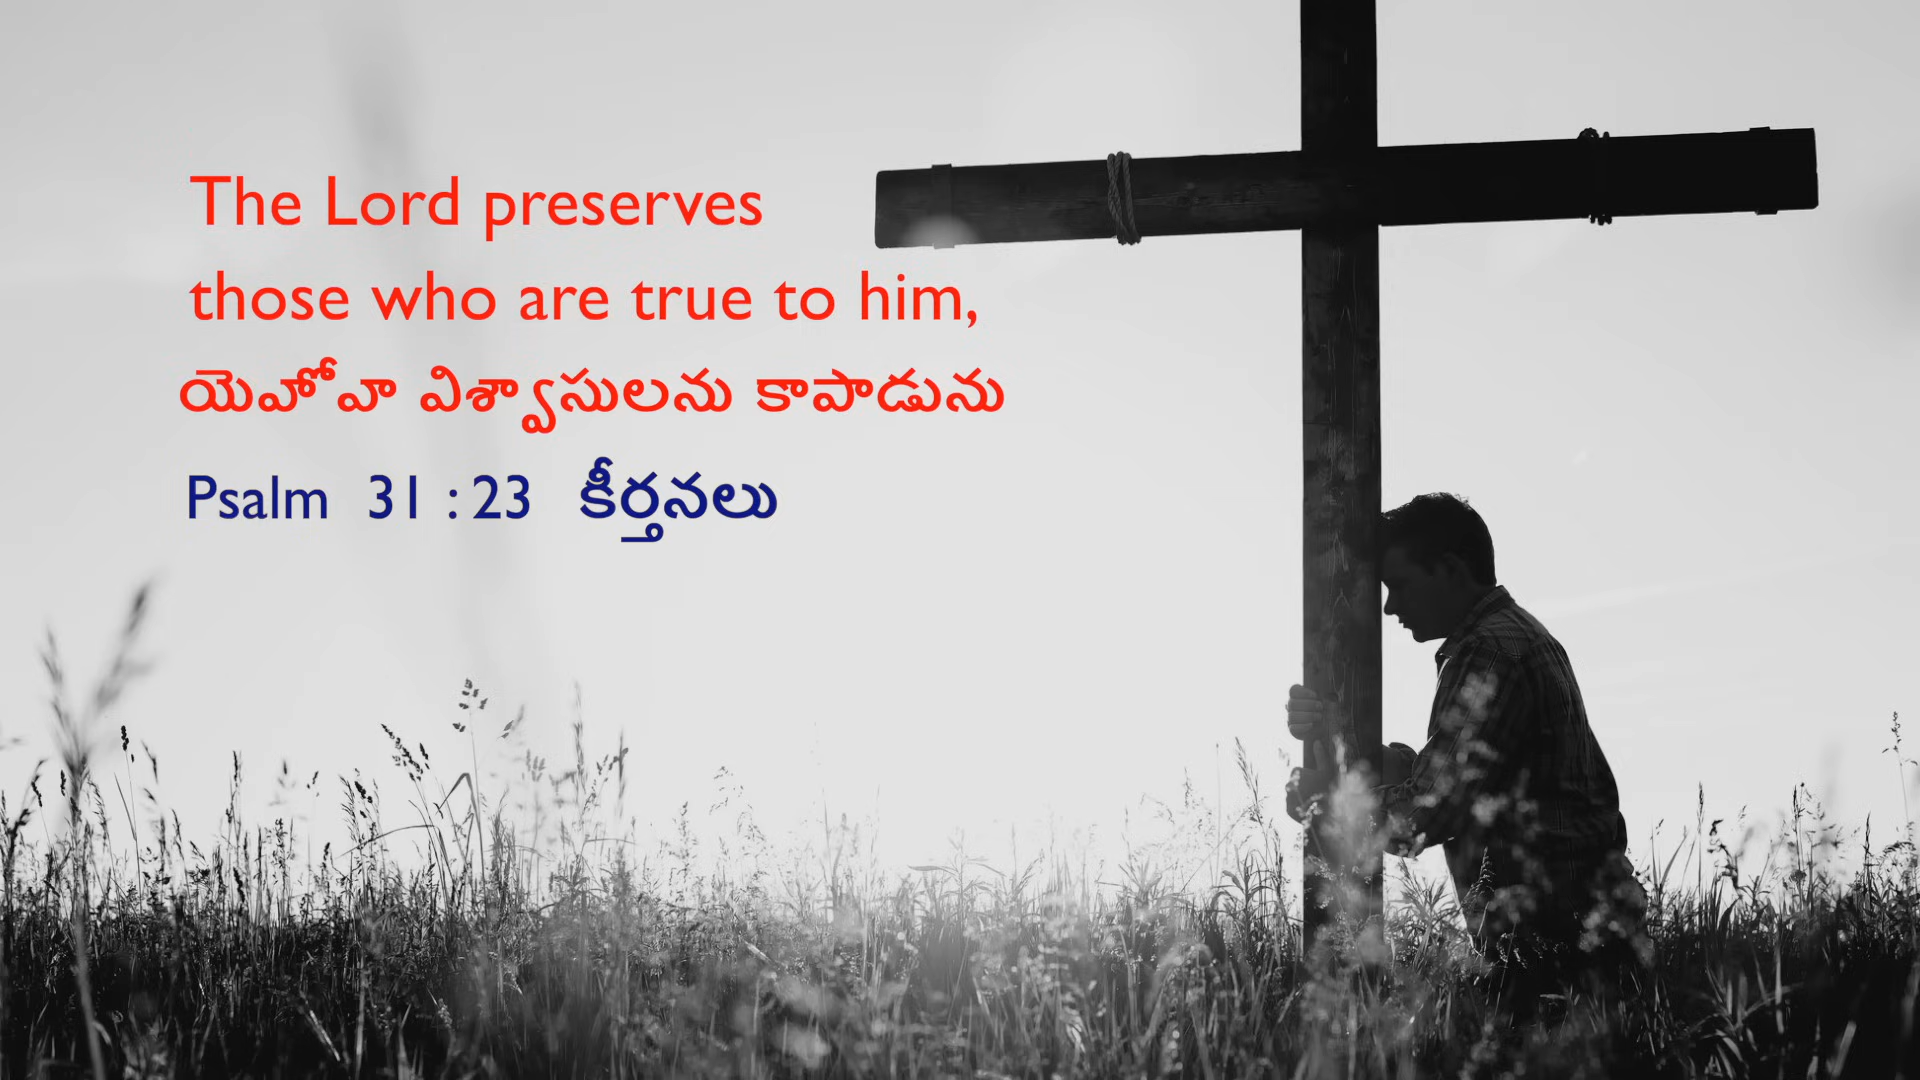 The Lord preserves
those who are true to him,
యెహోవా విశ్వాసులను కాపాడును
Psalm 31 : 23 కీర్తనలు